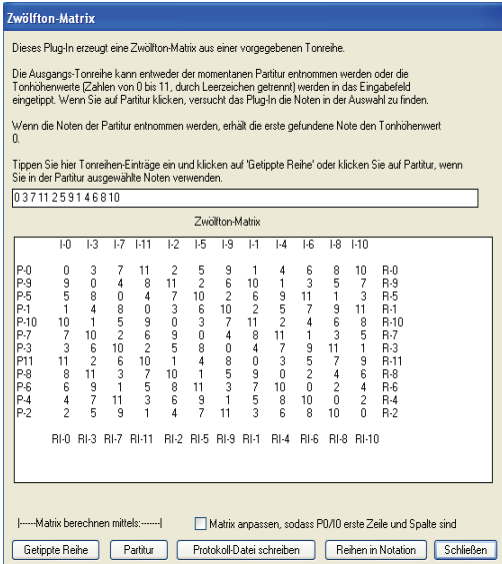 Zwölfton-Matrix
Dieses Plug-In erzeugt eine Zwölfton-Matrix aus einer vorgegebenen Tonreihe.
Die Ausgangs-Tonreihe kann entweder der momentanen Partitur entnommen werden oder die
Tonhöhenwerte (Zahlen von 0 bis 11, durch Leerzeichen getrennt) werden in das Eingabefeld
eingetippt. Wenn Sie auf Partitur klicken, versucht das Plug-In die Noten in der Auswahl zu finden.
Wenn die Noten der Partitur entnommen werden, erhält die erste gefundene Note den Tonhöhenwert
0.
Tippen Sie hier Tonreihen-Einträge ein und klicken auf 'Getippte Reihe' oder klicken Sie auf Partitur, wenn
Sie in der Partitur ausgewählte Noten verwenden.
0 3 7 11 2 5 9 1 4 6 8 10
Zwölfton-Matrix
I-0 I-3 I-7 I-11 I-2 I-5 I-9 I-1 I-4 I-6 I-8 I-10
P-0 0 3 7 11 2 5 9 1 4 6 8 10 R-0
P-9 9 0 4 8 11 2 6 10 1 3 5 7 R-9
P-5 5 8 0 4 7 10 2 6 9 11 1 3 R-5
P-1 1 4 8 0 3 6 10 2 5 7 9 11 R-1
P-10 10 1 5 9 0 3 7 11 2 4 6 8 R-10
P-7 7 10 2 6 9 0 4 8 11 1 3 5 R-7
P-3 3 6 10 2 5 8 0 4 7 9 11 1 R-3
P11 11 2 6 10 1 4 8 0 3 5 7 9 R-11
P-8 8 11 3 7 10 1 5 9 0 2 4 6 R-8
P-6 6 9 1 5 8 11 3 7 10 0 2 4 R-6
P-4 4 7 11 3 6 9 1 5 8 10 0 2 R-4
P-2 2 5 9 1 4 7 11 3 6 8 10 0 R-2
RI-0 RI-3 RI-7 RI-11 RI-2 RI-5 RI-9 RI-1 RI-4 RI-6 RI-8 RI-10
|------Matrix berechnen mittels:-------| Matrix anpassen, sodass P0/I0 erste Zeile und Spalte sind
Getippte Reihe Partitur Protokoll-Datei schreiben Reihen in Notation Schließen